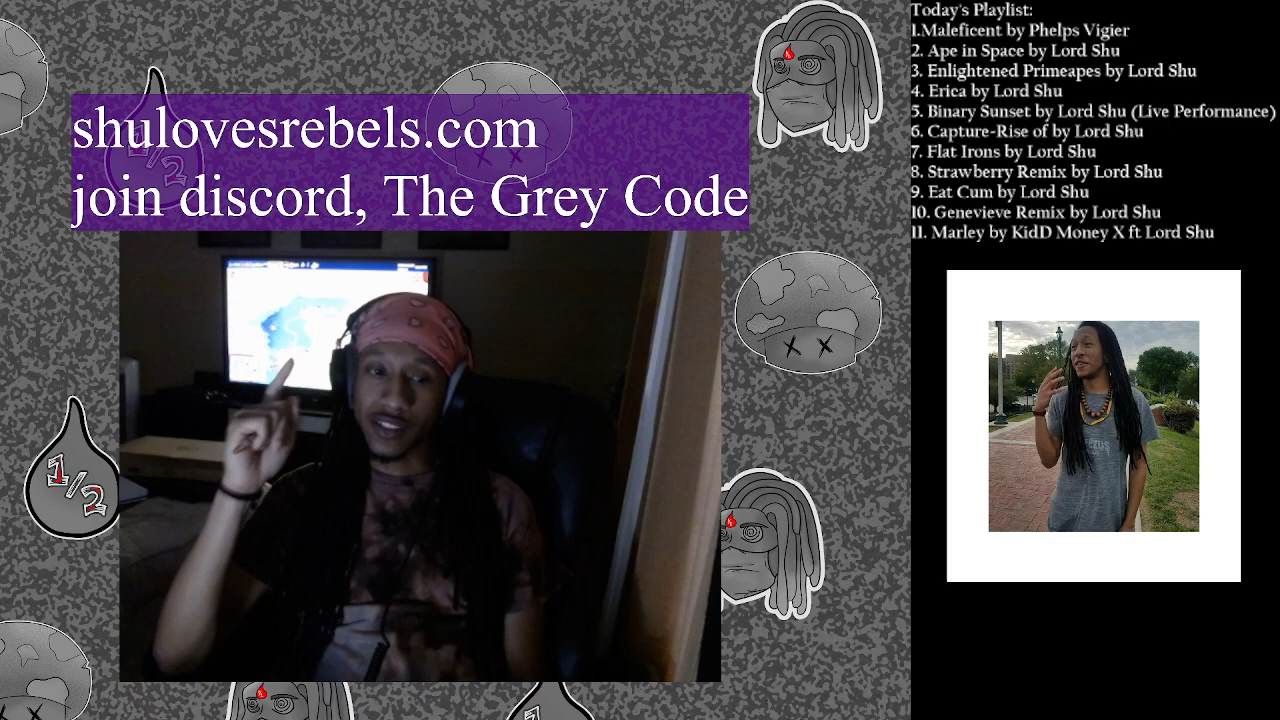 shulovesrebels.com
join discord, The Grey Code
Today's Playlist:
1.Maleficent by Phelps Vigier
2. Ape in Space by Lord Shu
3. Enlightened Primeapes by Lord Shu
4. Erica by Lord Shu
5. Binary Sunset by Lord Shu (Live Performance)
6. Capture-Rise of by Lord Shu
7. Flat Irons by Lord Shu
8. Strawberry Remix by Lord Shu
9. Eat Cum by Lord Shu
10. Genevieve Remix by Lord Shu
11. Marley by KidD Money X ft Lord Shu
1/2
1/2